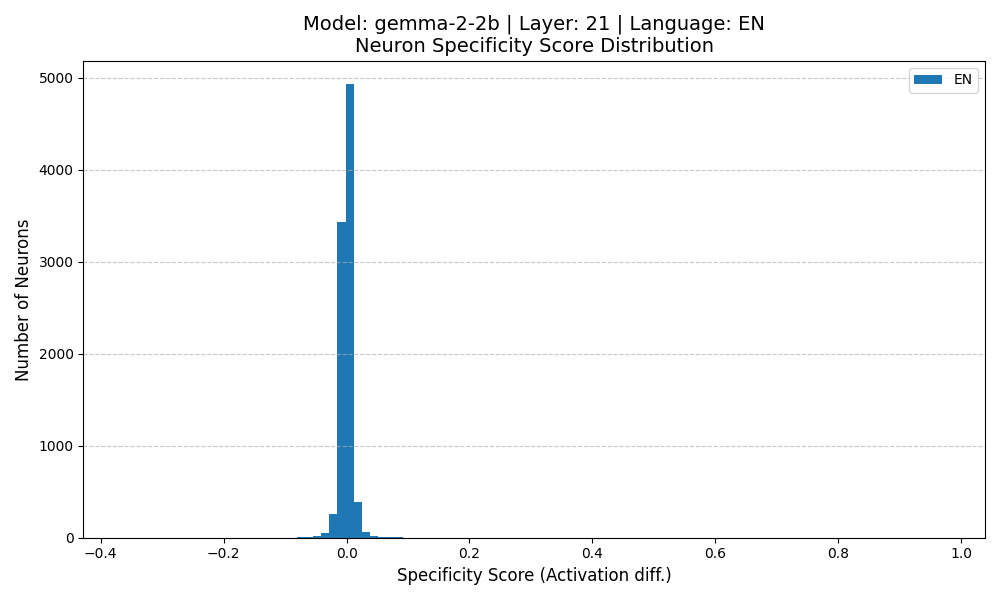 Model: gemma-2-2b | Layer: 21 | Language: EN
Neuron Specificity Score Distribution
EN
Number of Neurons
5000
4000
3000
2000
1000
0
−0.4 −0.2 0.0 0.2 0.4 0.6 0.8 1.0
Specificity Score (Activation diff.)